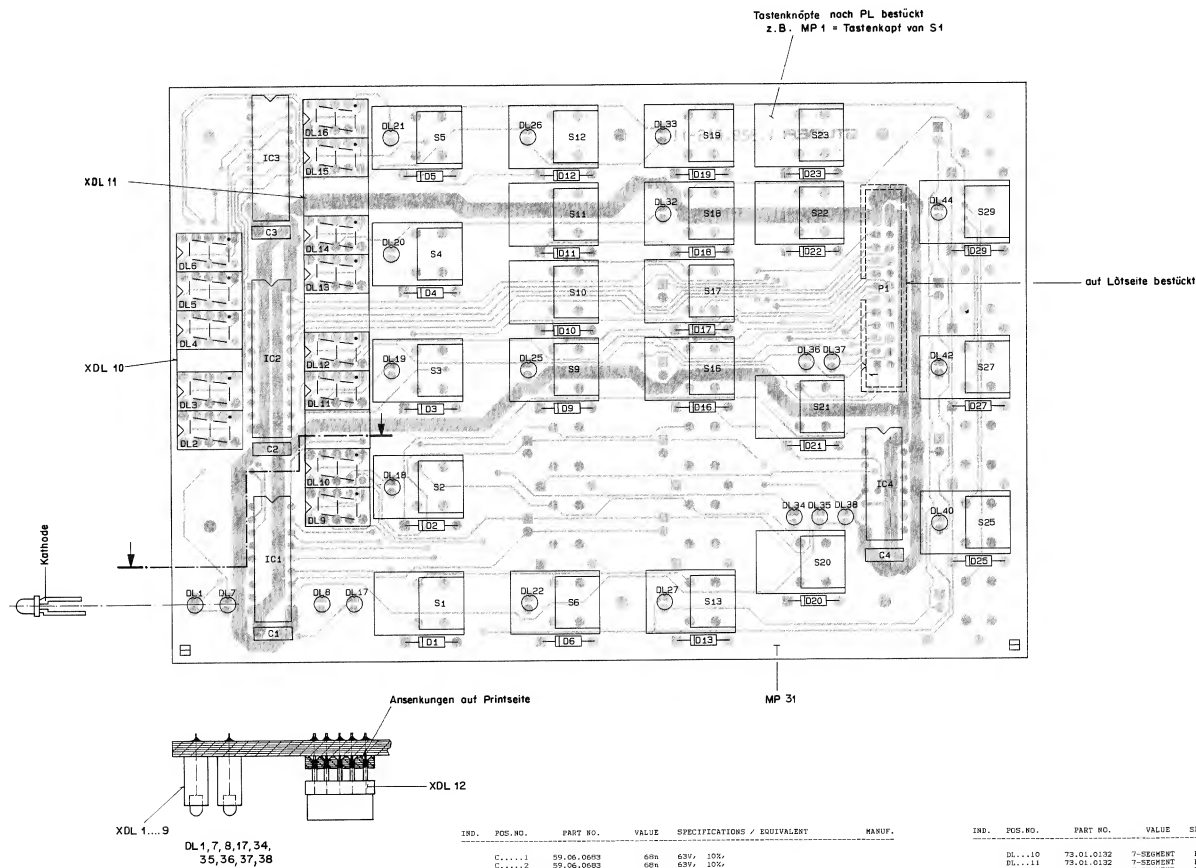 Tastenknöpfe nach PL bestückt
z.B. MP 1 = Tastenkopf von S1
DL16
DL15
IC3
DL21
S5
D5
DL26
S12
D12
DL33
S19
D19
S23
D23
XDL 11
C3
DL14
DL13
DL20
S4
D4
S11
D11
DL32
S18
D18
S22
D22
P1
DL44
S29
D29
DL6
DL5
DL4
S10
D10
S17
D17
auf Lötseite bestückt
XDL 10
DL3
DL2
IC2
C2
DL12
DL11
DL19
S3
D3
DL25
S9
D9
S16
D16
DL36
DL37
S21
D21
DL42
S27
D27
DL10
DL9
DL18
S2
D2
DL34
DL35
DL38
IC4
C4
DL40
S25
D25
Kathode
IC1
C1
DL1
DL7
DL8
DL17
S1
D1
DL22
S6
D6
DL27
S13
D13
S20
D20
MP 31
Ansenkungen auf Printseite
XDL 12
XDL 1....9
DL 1, 7, 8, 17, 34,
35, 36, 37, 38
IND. POS.NO. PART NO. VALUE SPECIFICATIONS / EQUIVALENT MANUF.
C.....1 59.06.0683 68n 63V, 10%,
C.....2 59.06.0683 68n 63V, 10%,
IND. POS.NO. PART NO. VALUE
DL...10 73.01.0132 7-SEGMENT
DL...11 73.01.0132 7-SEGMENT